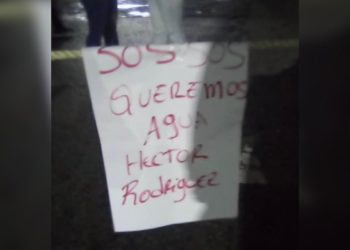 SOS SOS
QUEREMOS
AGUA
HECTOR
Rodriguez